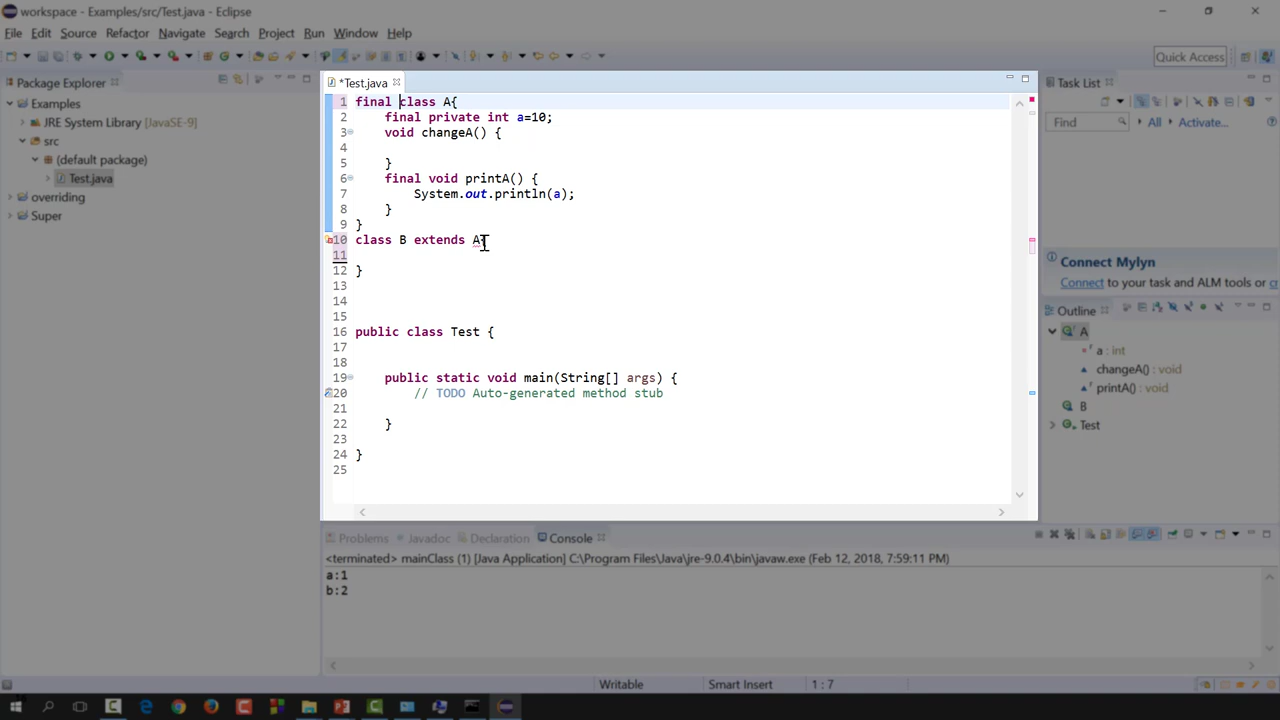 workspace - Examples/src/Test.java - Eclipse
File Edit Source Refactor Navigate Search Project Run Window Help
Quick Access
Package Explorer
Examples
JRE System Library [JavaSE-9]
src
(default package)
Test.java
overriding
Super
*Test.java
1 final class A{
2 final private int a=10;
3 void changeA() {
4
5 }
6 final void printA() {
7 System.out.println(a);
8 }
9 }
10 class B extends A{
11
12 }
13
14
15
16 public class Test {
17
18
19 public static void main(String[] args) {
20 // TODO Auto-generated method stub
21
22 }
23
24 }
25
Task List
Find All Activate...
Connect Mylyn
Connect to your task and ALM tools or
Outline
A
a : int
changeA() : void
printA() : void
B
Test
Problems Javadoc Declaration Console
<terminated> mainClass (1) [Java Application] C:\Program Files\Java\jre-9.0.4\bin\javaw.exe (Feb 12, 2018, 7:59:11 PM)
a:1
b:2
Writable Smart Insert 1 : 7